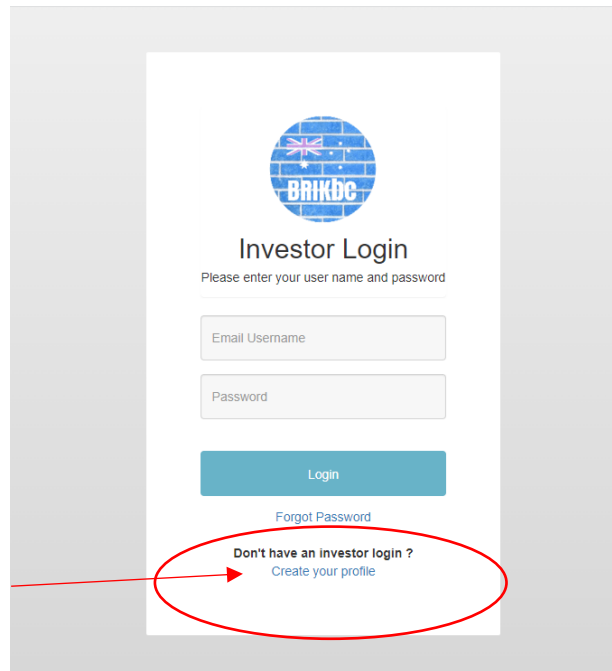 BRIKbc
Investor Login
Please enter your user name and password
Email Username
Password
Login
Forgot Password
Don't have an investor login ?
Create your profile